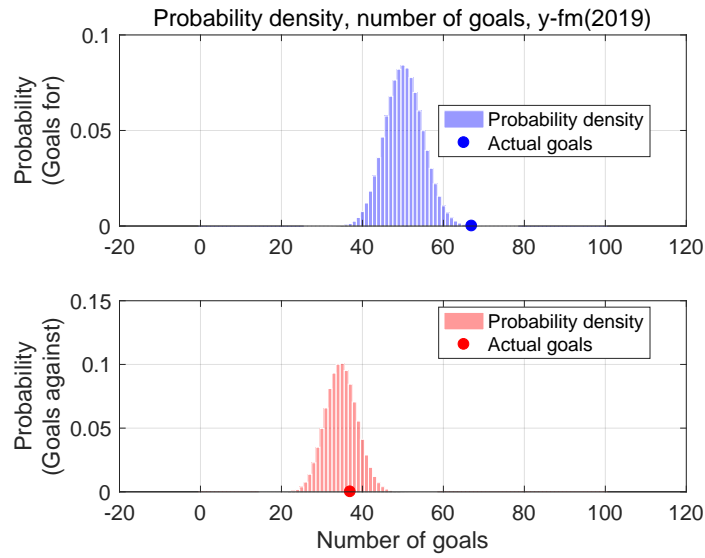 Probability density, number of goals, y-fm(2019)
0.1
0.05
0
Probability
(Goals for)
Probability density
Actual goals
-20 0 20 40 60 80 100 120
0.15
0.1
0.05
0
Probability
(Goals against)
Probability density
Actual goals
-20 0 20 40 60 80 100 120
Number of goals